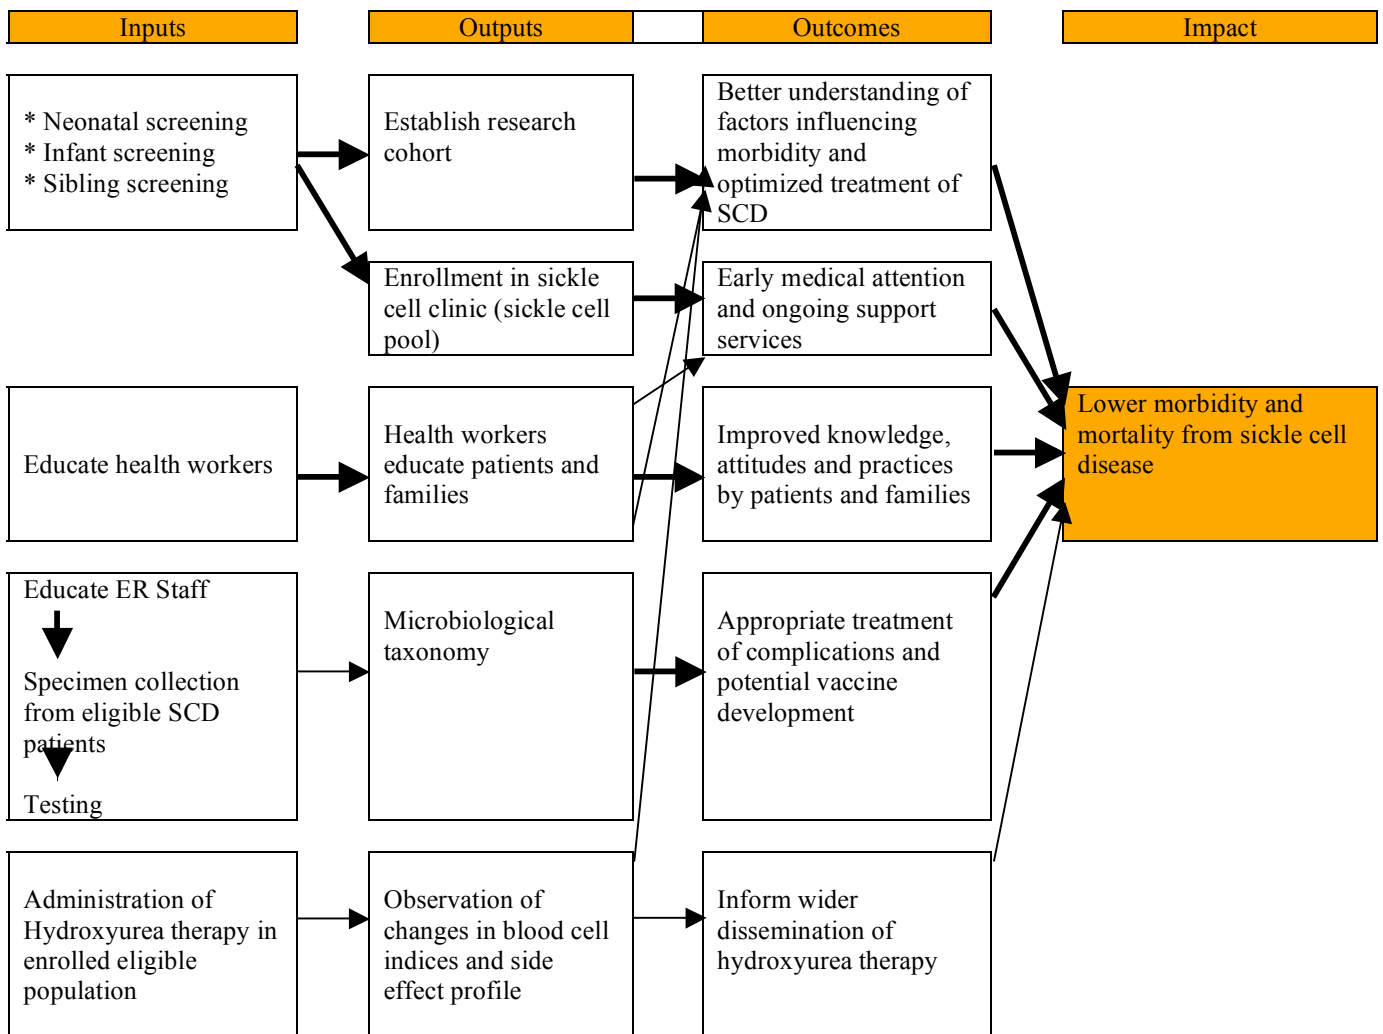 Inputs
Outputs
Outcomes
Impact
* Neonatal screening
* Infant screening
* Sibling screening
Establish research
cohort
Better understanding of
factors influencing
morbidity and
optimized treatment of
SCD
Enrollment in sickle
cell clinic (sickle cell
pool)
Early medical attention
and ongoing support
services
Educate health workers
Health workers
educate patients and
families
Improved knowledge,
attitudes and practices
by patients and families
Lower morbidity and
mortality from sickle cell
disease
Educate ER Staff
Specimen collection
from eligible SCD
patients
Testing
Microbiological
taxonomy
Appropriate treatment
of complications and
potential vaccine
development
Administration of
Hydroxyurea therapy in
enrolled eligible
population
Observation of
changes in blood cell
indices and side
effect profile
Inform wider
dissemination of
hydroxyurea therapy